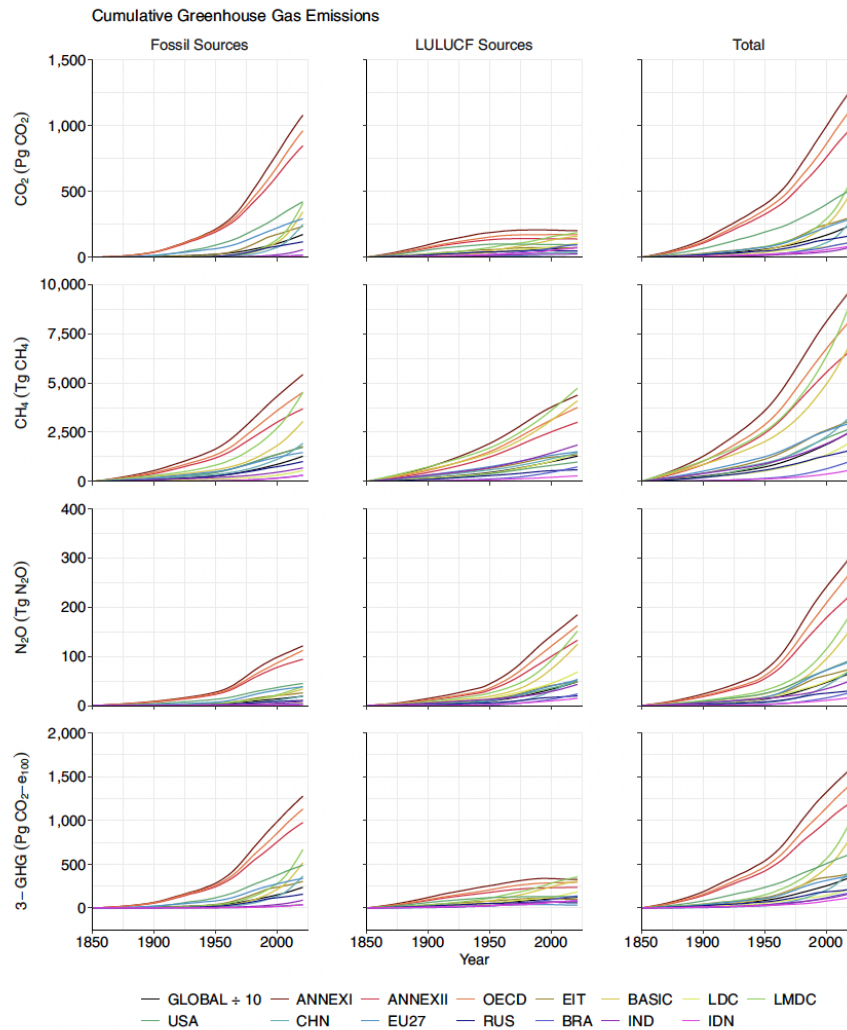 Cumulative Greenhouse Gas Emissions
Fossil Sources LULUCF Sources Total
CO₂ (Pg CO₂)
1,500
1,000
500
0
CH₄ (Tg CH₄)
10,000
7,500
5,000
2,500
0
N₂O (Tg N₂O)
400
300
200
100
0
3−GHG (Pg CO₂−e₁₀₀)
2,000
1,500
1,000
500
0
1850 1900 1950 2000 1850 1900 1950 2000 1850 1900 1950 2000
Year
GLOBAL ÷ 10 ANNEXI ANNEXII OECD EIT BASIC LDC LMDC
USA CHN EU27 RUS BRA IND IDN